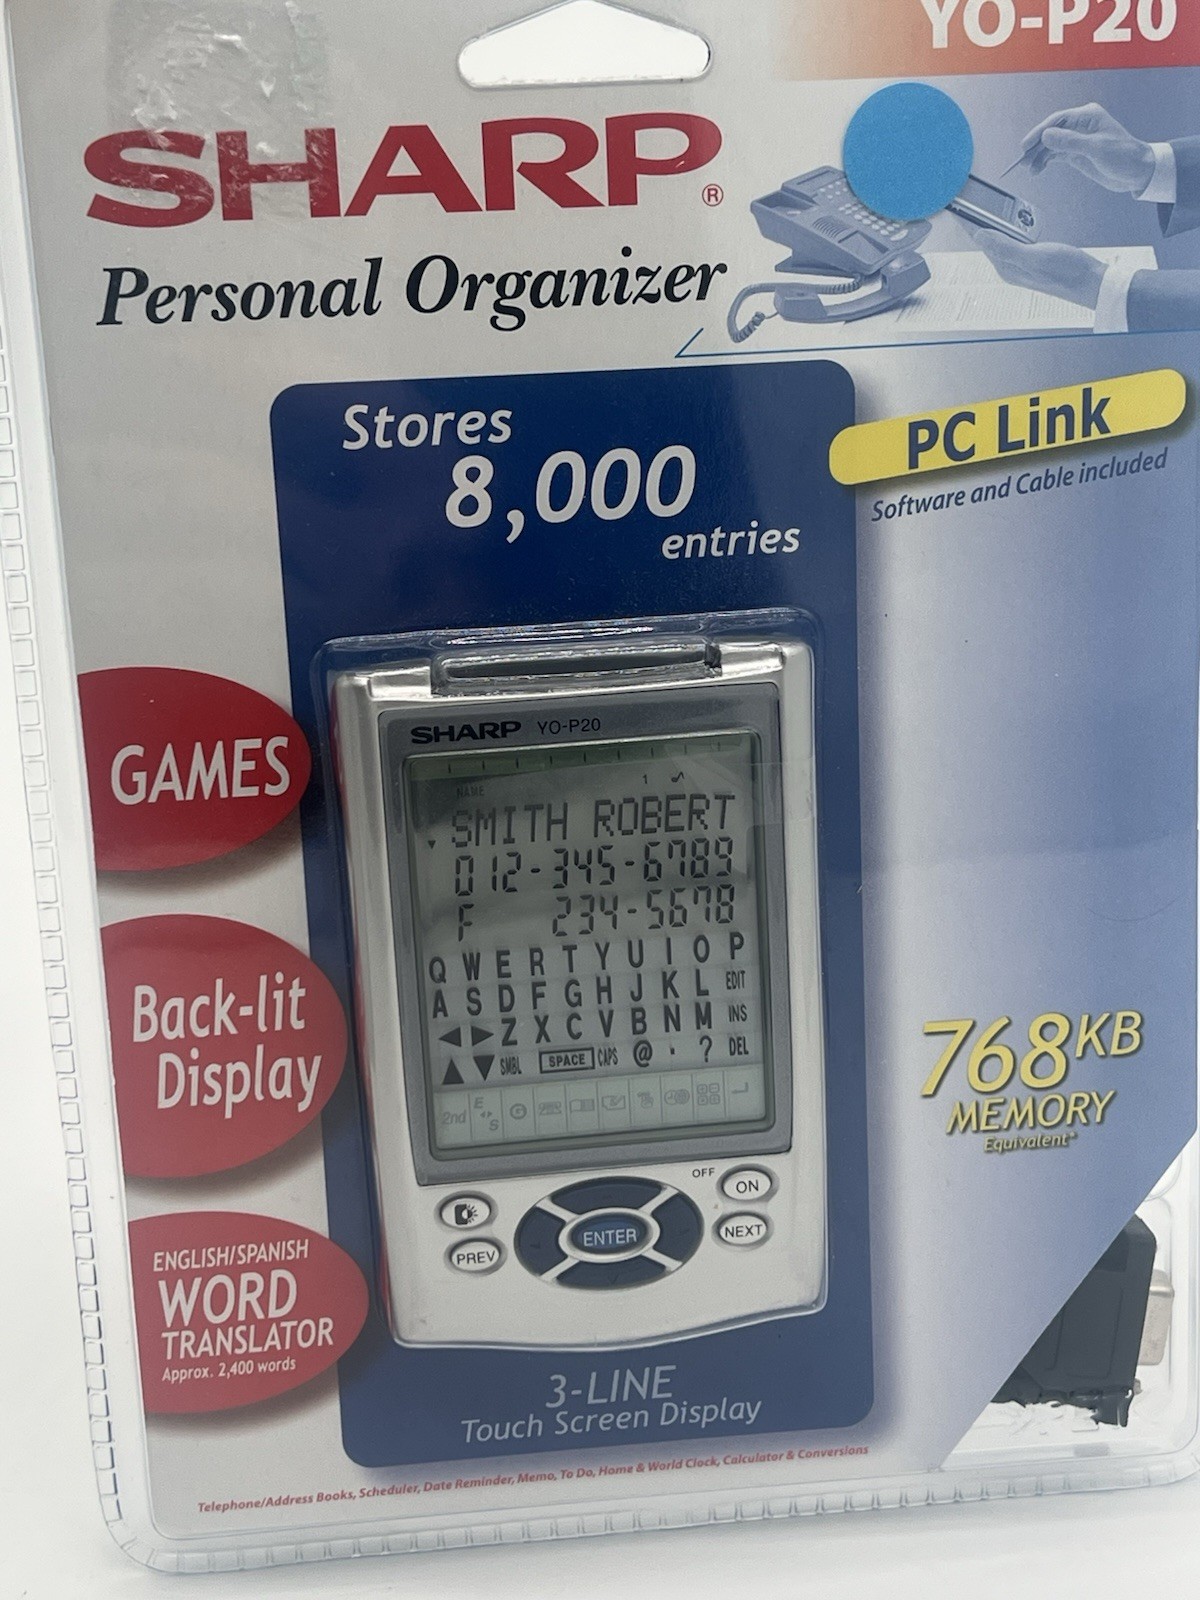 YO-P20
SHARP®
Personal Organizer
Stores
8,000
entries
PC Link
Software and Cable included
SHARP YO-P20
NAME 1
SMITH ROBERT
012-345-6789
F 234-5678
Q W E R T Y U I O P
A S D F G H J K L EDIT
Z X C V B N M INS
SMBL SPACE CAPS @ . ? DEL
2nd E S
OFF ON
ENTER
PREV NEXT
GAMES
Back-lit
Display
ENGLISH/SPANISH
WORD
TRANSLATOR
Approx. 2,400 words
768KB
MEMORY
Equivalent*
3-LINE
Touch Screen Display
Telephone/Address Books, Scheduler, Date Reminder, Memo, To Do, Home & World Clock, Calculator & Conversions